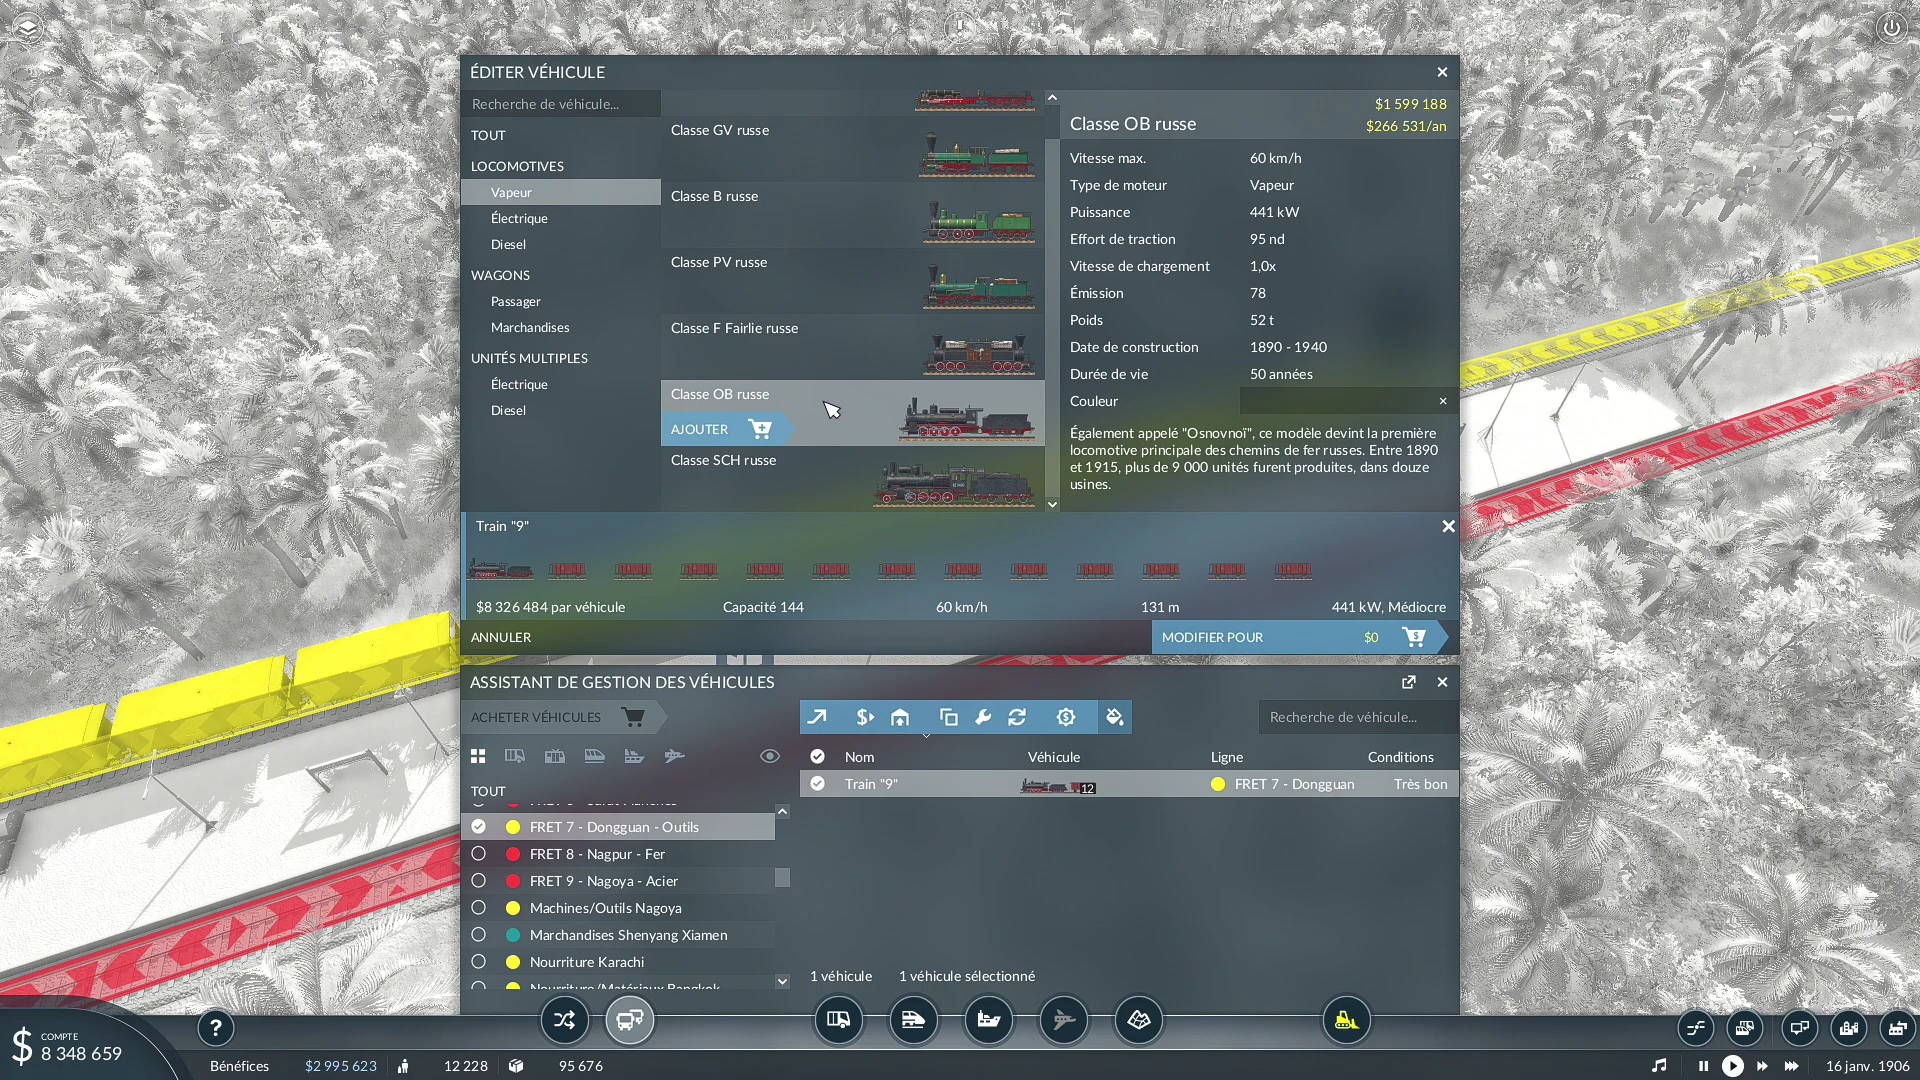 ÉDITER VÉHICULE
Recherche de véhicule...
TOUT
LOCOMOTIVES
Vapeur
Électrique
Diesel
WAGONS
Passager
Marchandises
UNITÉS MULTIPLES
Électrique
Diesel
Classe GV russe
Classe B russe
Classe PV russe
Classe F Fairlie russe
Classe OB russe
AJOUTER
Classe SCH russe
$1 599 188
Classe OB russe
$266 531/an
Vitesse max. 60 km/h
Type de moteur Vapeur
Puissance 441 kW
Effort de traction 95 nd
Vitesse de chargement 1,0x
Émission 78
Poids 52 t
Date de construction 1890 - 1940
Durée de vie 50 années
Couleur
Également appelé "Osnovnoï", ce modèle devint la première
locomotive principale des chemins de fer russes. Entre 1890
et 1915, plus de 9 000 unités furent produites, dans douze
usines.
Train "9"
$8 326 484 par véhicule Capacité 144 60 km/h 131 m 441 kW, Médiocre
ANNULER
MODIFIER POUR $0
ASSISTANT DE GESTION DES VÉHICULES
ACHETER VÉHICULES
Recherche de véhicule...
TOUT
FRET 7 - Dongguan - Outils
FRET 8 - Nagpur - Fer
FRET 9 - Nagoya - Acier
Machines/Outils Nagoya
Marchandises Shenyang Xiamen
Nourriture Karachi
Nourriture/Matériaux Bangkok
Nom Véhicule Ligne Conditions
Train "9" 12 FRET 7 - Dongguan Très bon
1 véhicule 1 véhicule sélectionné
COMPTE
$ 8 348 659
?
Bénéfices $2 995 623 12 228 95 676
16 janv. 1906